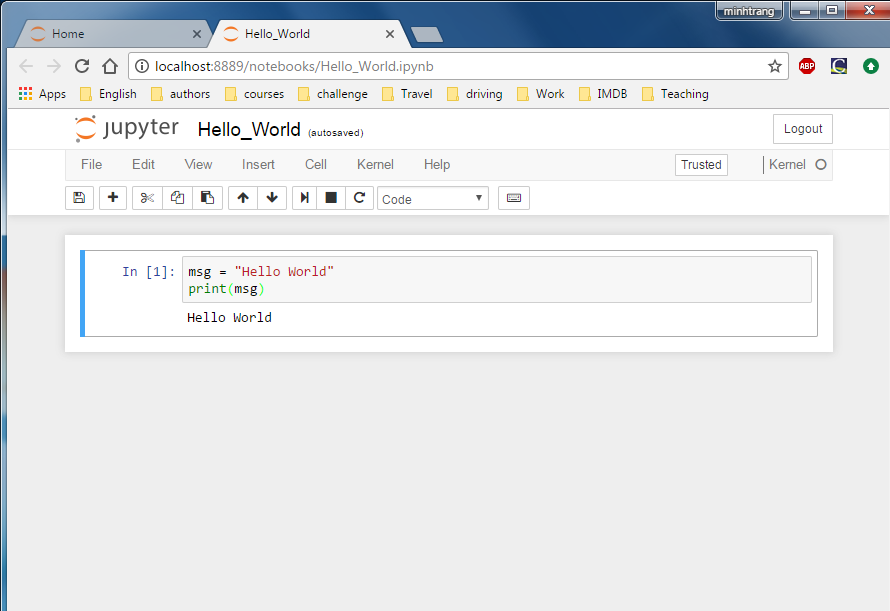 minhtrang
Home
Hello_World
localhost:8889/notebooks/Hello_World.ipynb
ABP
Apps English authors courses challenge Travel driving Work IMDB Teaching
jupyter Hello_World (autosaved)
Logout
File Edit View Insert Cell Kernel Help Trusted Kernel
Code
In [1]: msg = "Hello World"
print(msg)
Hello World